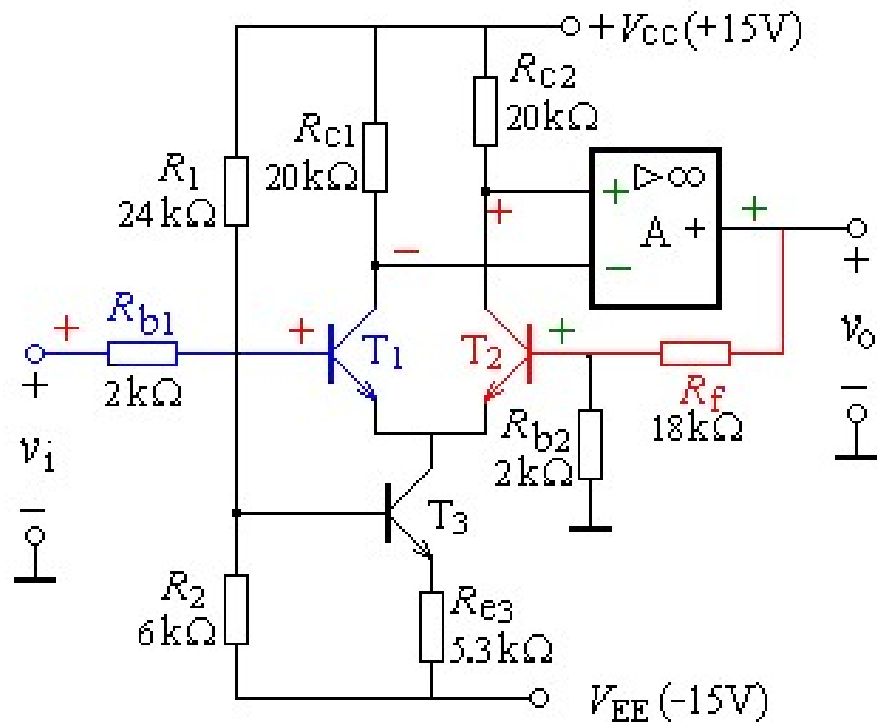 +VCC(+15V)
Rc2
20kΩ
Rc1
20kΩ
R1
24kΩ
▷∞
+
A
+
−
+
+
−
+
Rb1
+
T1
T2
+
2kΩ
Rf
18kΩ
+
vo
−
+
vi
−
Rb2
2kΩ
T3
R2
6kΩ
Re3
5.3kΩ
VEE(-15V)